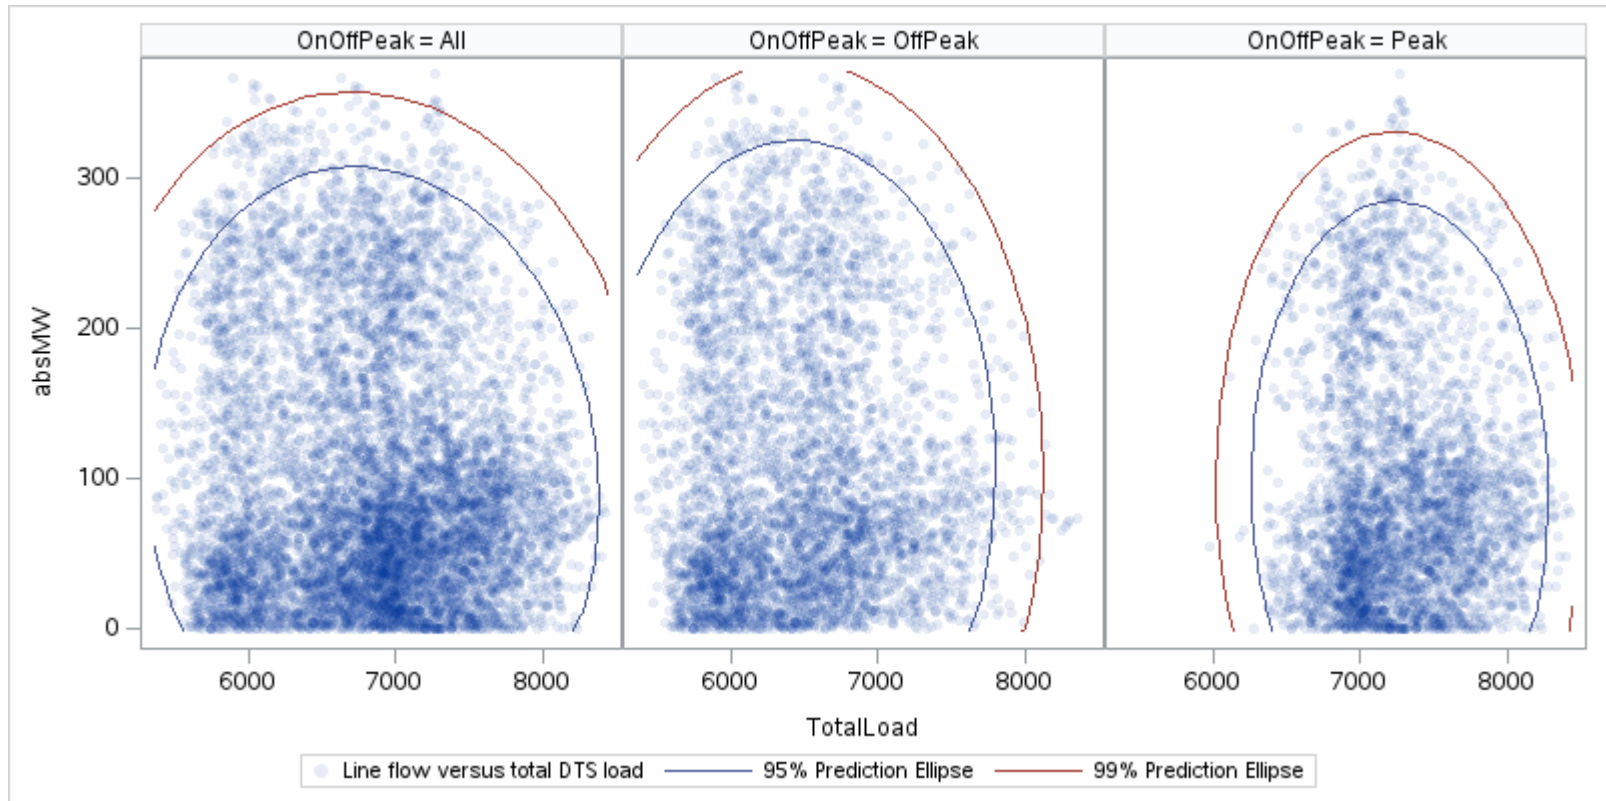 OnOffPeak = All
OnOffPeak = OffPeak
OnOffPeak = Peak
absMW
300
200
100
0
6000
7000
8000
6000
7000
8000
6000
7000
8000
TotalLoad
Line flow versus total DTS load
95% Prediction Ellipse
99% Prediction Ellipse